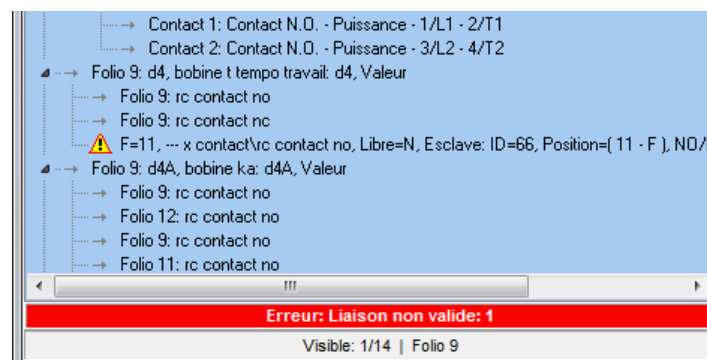 Contact 1: Contact N.O. - Puissance - 1/L1 - 2/T1
Contact 2: Contact N.O. - Puissance - 3/L2 - 4/T2
Folio 9: d4, bobine t tempo travail: d4, Valeur
Folio 9: rc contact no
Folio 9: rc contact nc
F=11, --- x contact\rc contact no, Libre=N, Esclave: ID=66, Position=( 11 - F ), NO/
Folio 9: d4A, bobine ka: d4A, Valeur
Folio 9: rc contact no
Folio 12: rc contact no
Folio 9: rc contact no
Folio 11: rc contact no
Erreur: Liaison non valide: 1
Visible: 1/14 | Folio 9